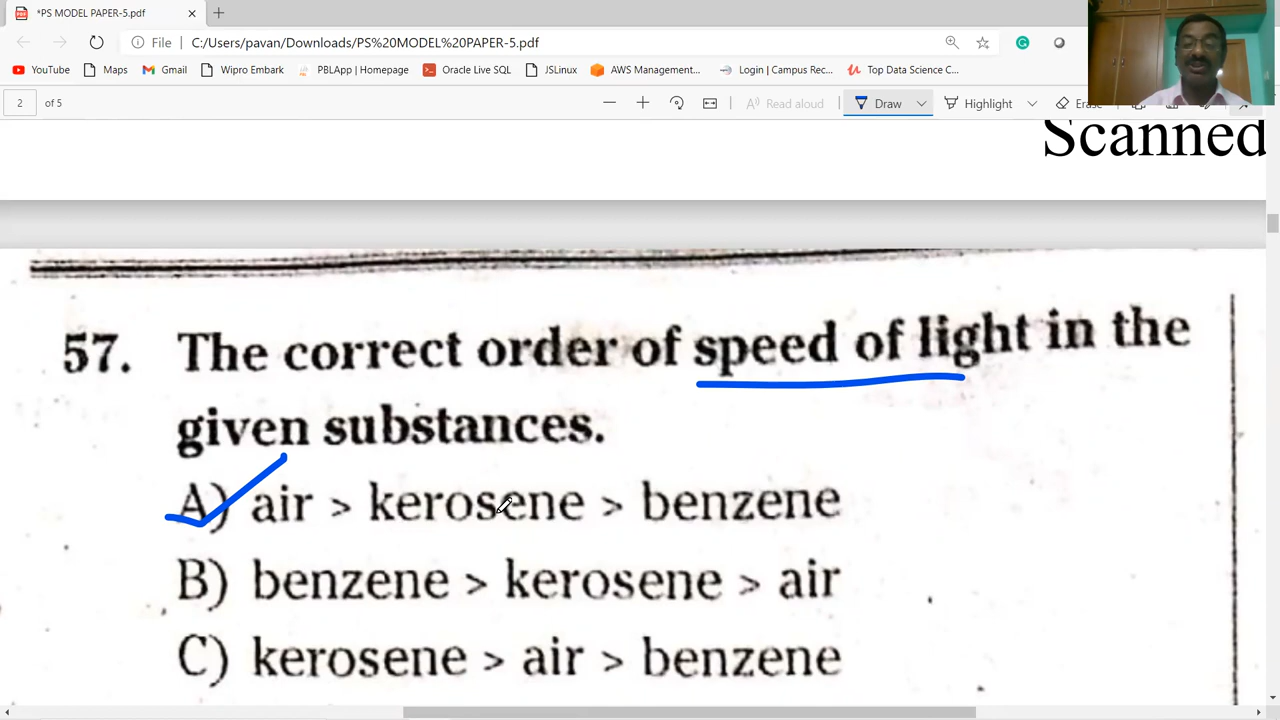 *PS MODEL PAPER-5.pdf
File C:/Users/pavan/Downloads/PS%20MODEL%20PAPER-5.pdf
YouTube Maps Gmail Wipro Embark PBLApp | Homepage Oracle Live SQL JSLinux AWS Management... Login | Campus Rec... Top Data Science C...
2 of 5 Read aloud Draw Highlight
Scanned
57. The correct order of speed of light in the
given substances.
A) air > kerosene > benzene
B) benzene > kerosene > air
C) kerosene > air > benzene